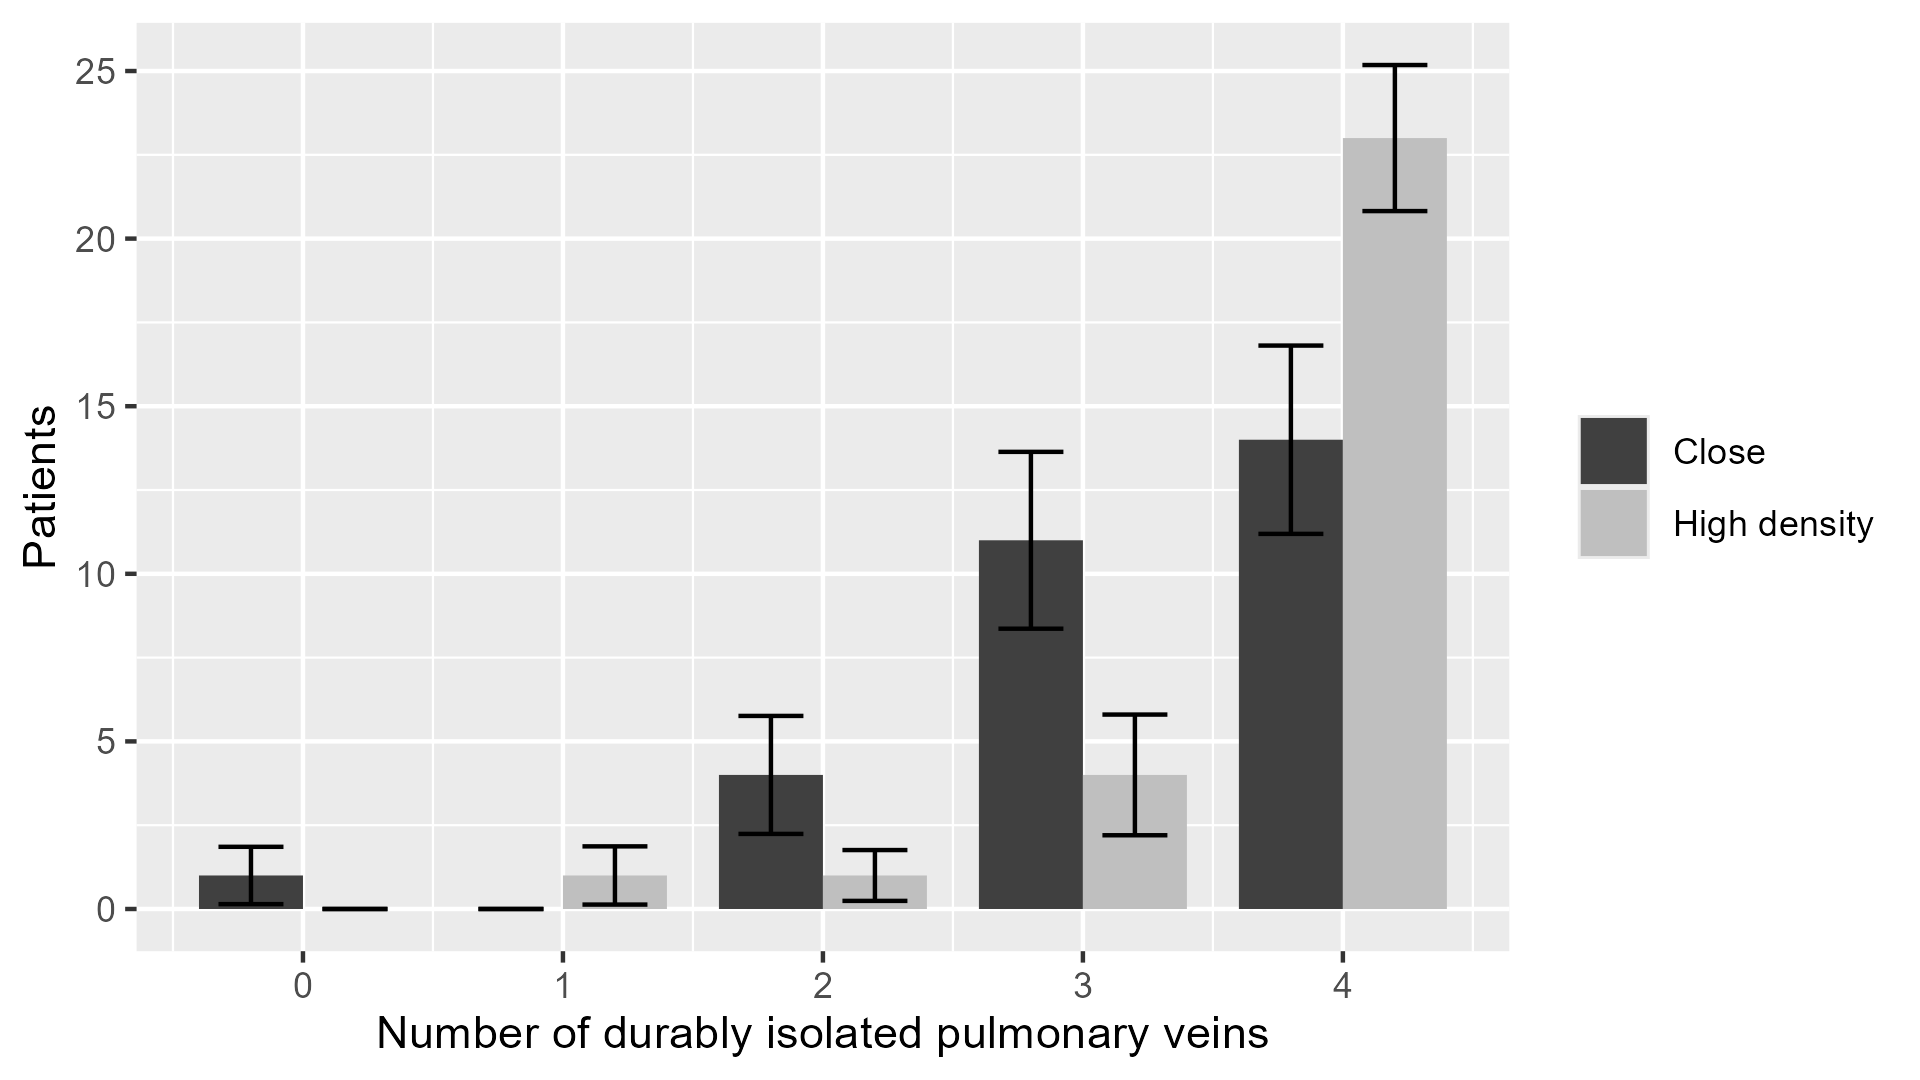 25
20
15
10
5
0
Patients
0 1 2 3 4
Number of durably isolated pulmonary veins
Close
High density